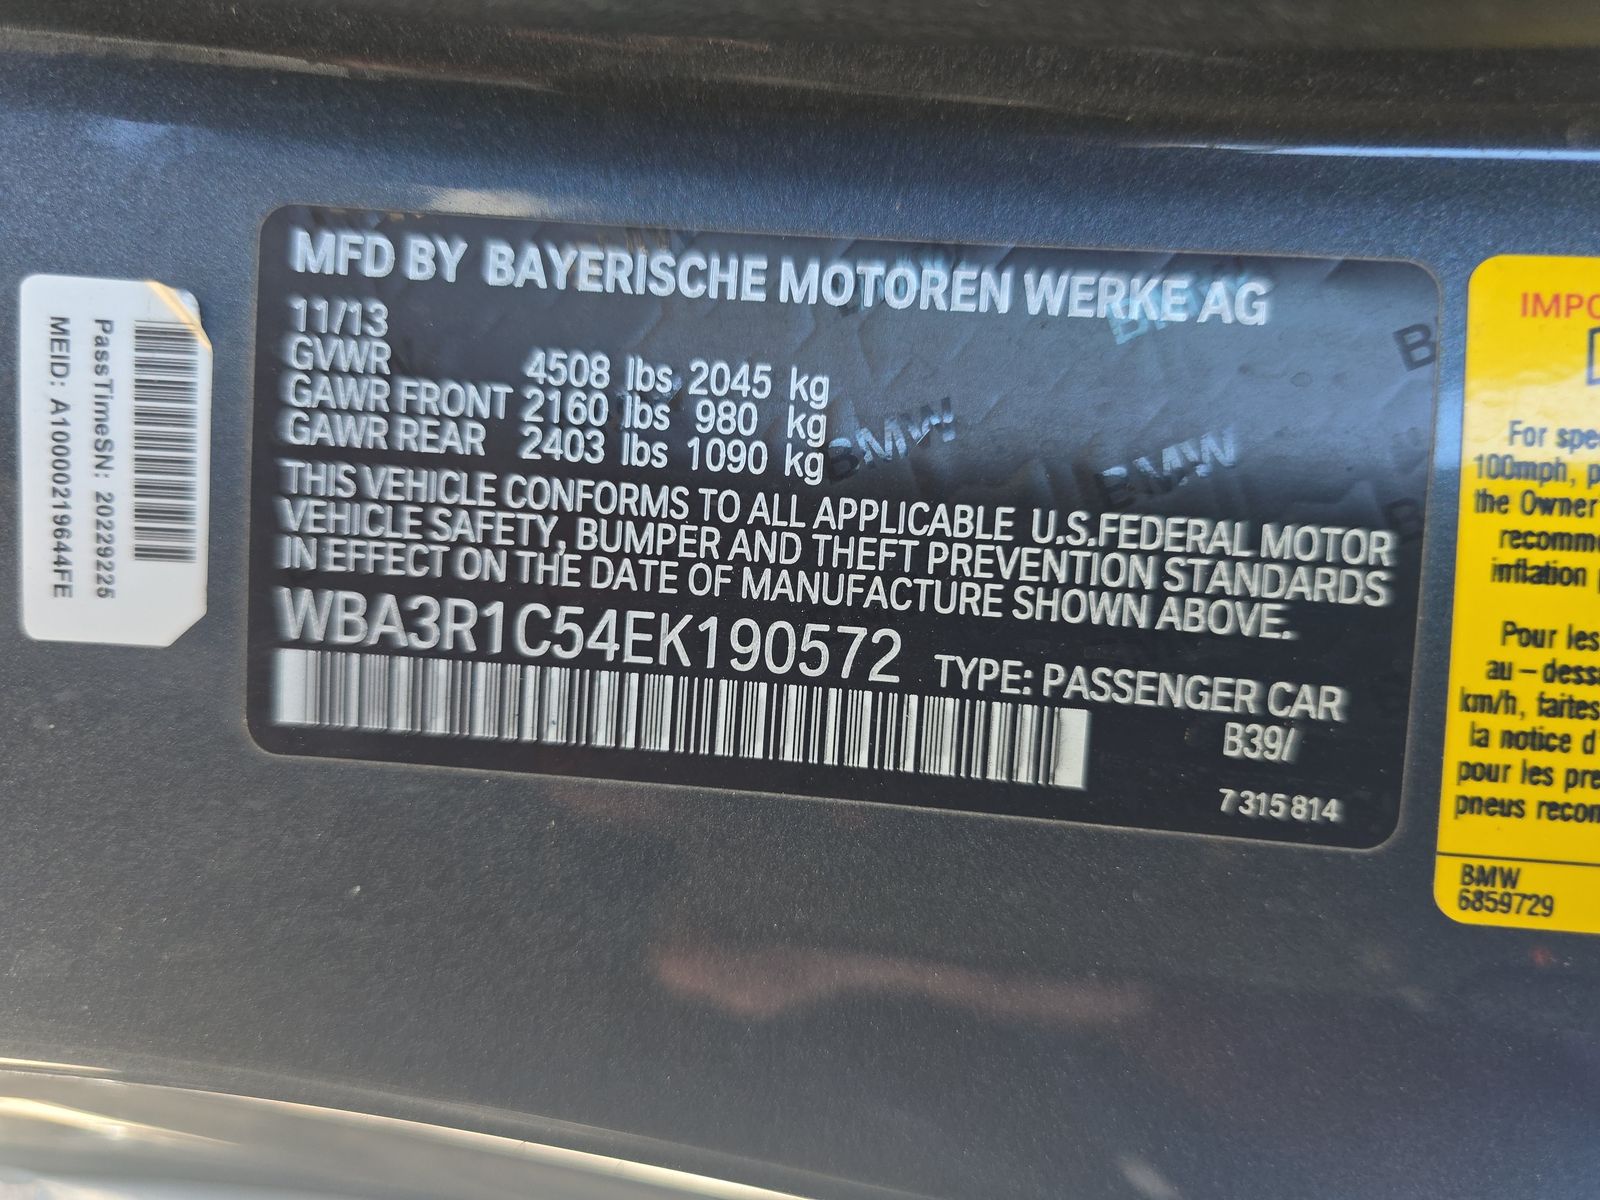 PassTimeSN: 20229225
MEID: A10000219644FE
MFD BY BAYERISCHE MOTOREN WERKE AG
11/13
GVWR 4508 lbs 2045 kg
GAWR FRONT 2160 lbs 980 kg
GAWR REAR 2403 lbs 1090 kg
THIS VEHICLE CONFORMS TO ALL APPLICABLE U.S.FEDERAL MOTOR
VEHICLE SAFETY, BUMPER AND THEFT PREVENTION STANDARDS
IN EFFECT ON THE DATE OF MANUFACTURE SHOWN ABOVE.
WBA3R1C54EK190572 TYPE: PASSENGER CAR
B39/
7 315 814
BMW
BMW
IMPO
For spe
100mph, p
the Owner
recomme
inflation
Pour les
au-dess
km/h, faites
la notice d'
pour les pre
pneus recon
BMW
6859729